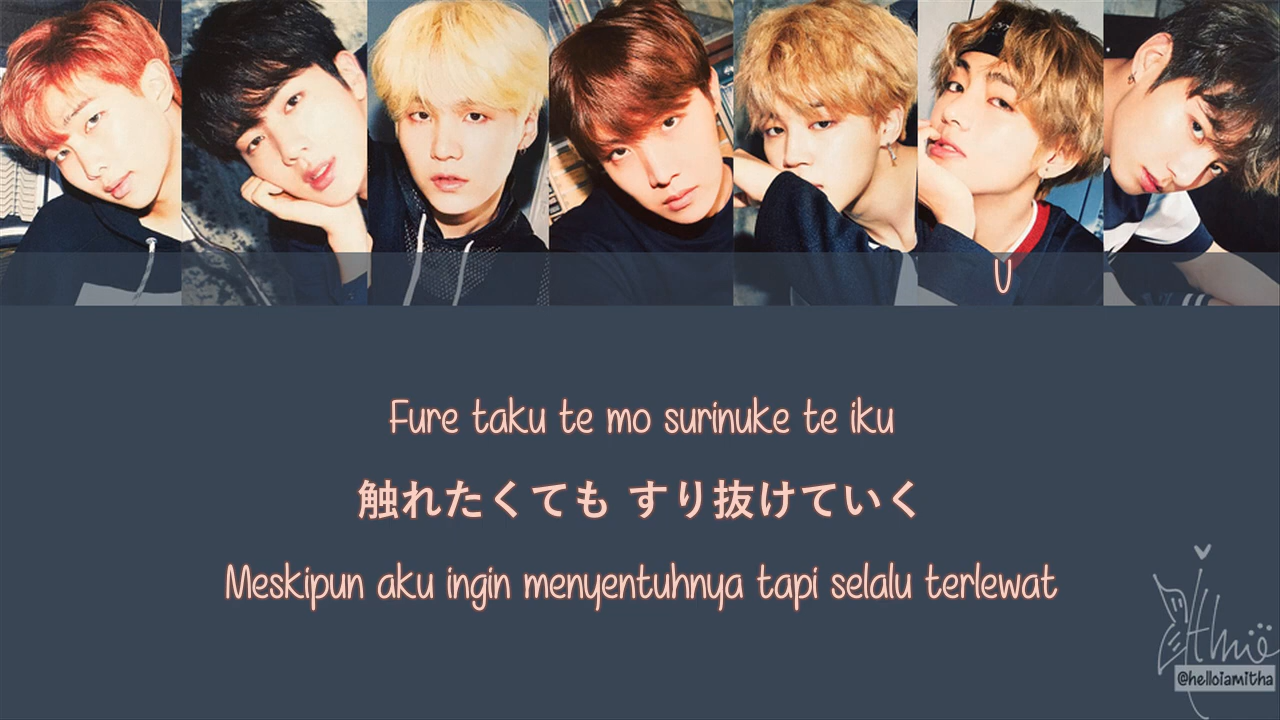 U
Fure taku te mo surinuke te iku
触れたくても すり抜けていく
Meskipun aku ingin menyentuhnya tapi selalu terlewat
@helloiamitha